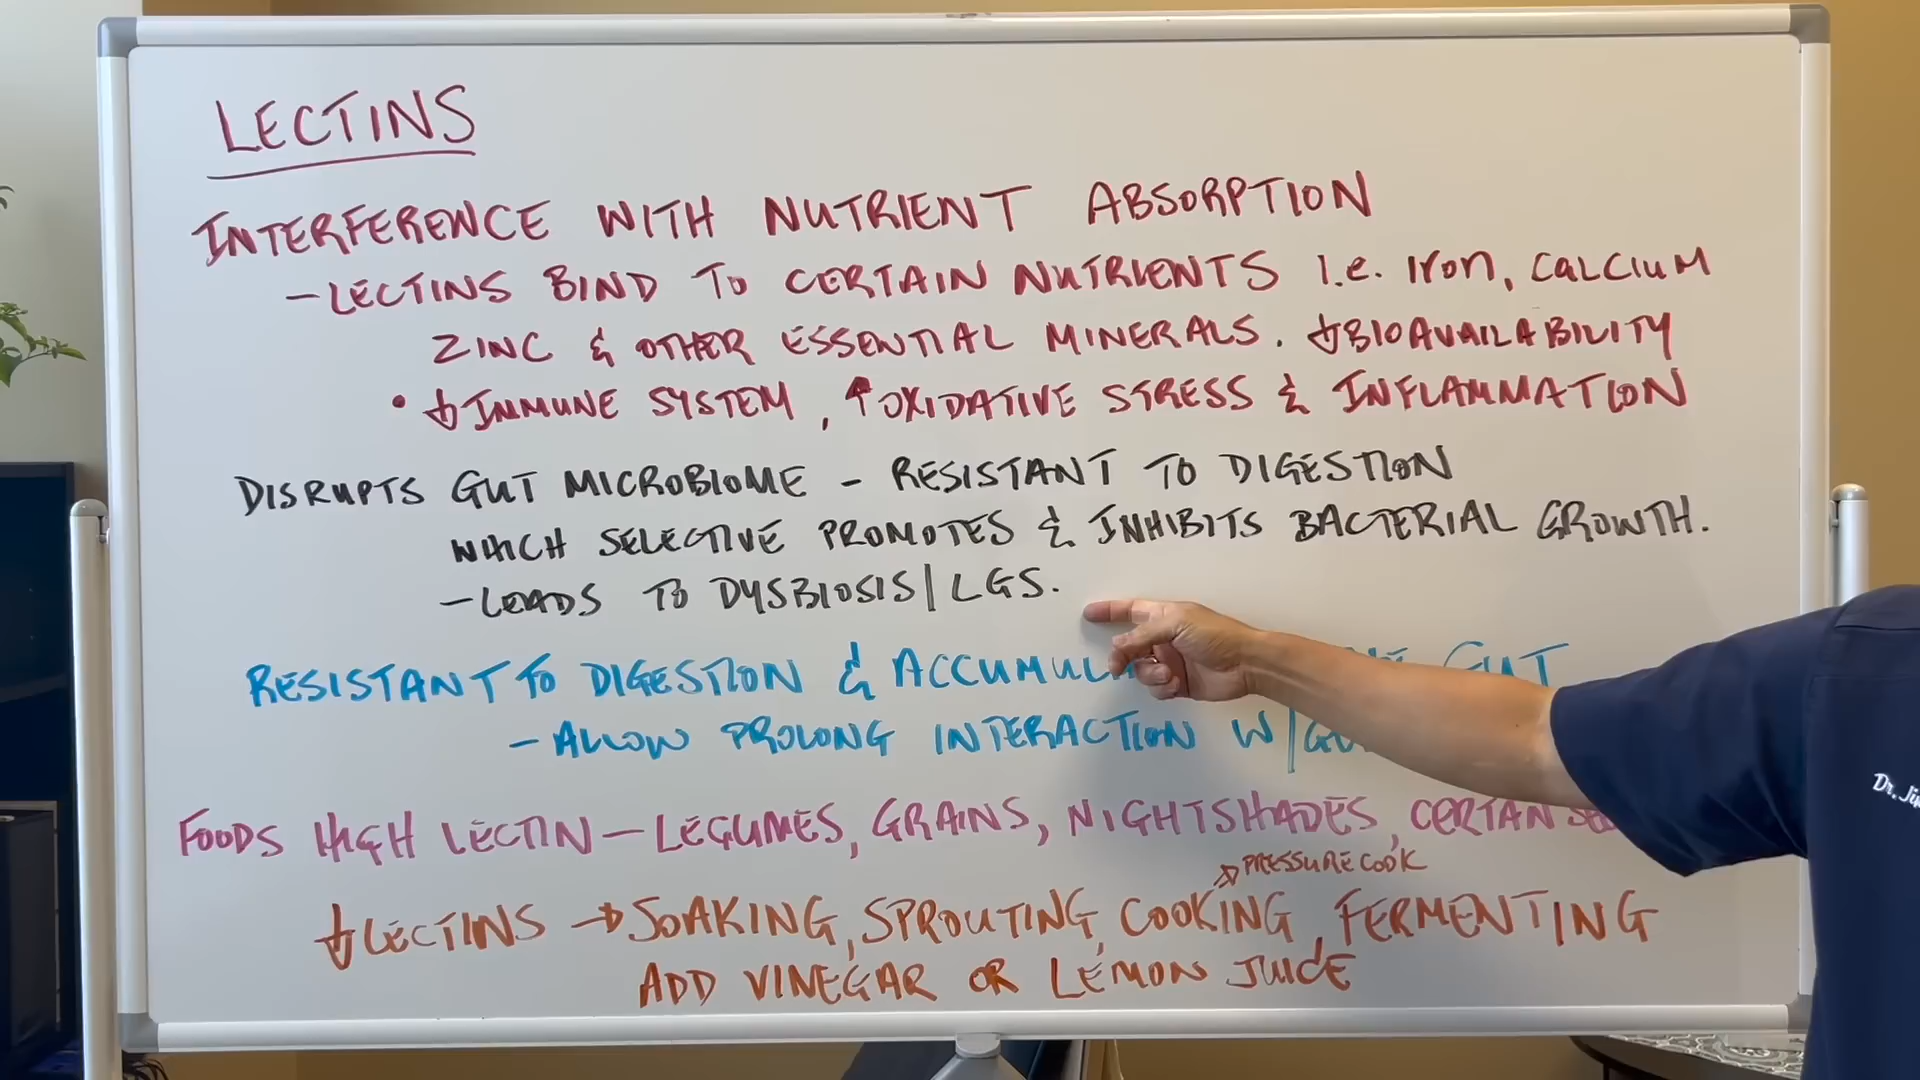 LECTINS
INTERFERENCE WITH NUTRIENT ABSORPTION
- LECTINS BIND TO CERTAIN NUTRIENTS I.e. IRON, CALCIUM
ZINC & OTHER ESSENTIAL MINERALS. ↓BIOAVAILABILITY
• ↓IMMUNE SYSTEM, ↑OXIDATIVE STRESS & INFLAMMATION
DISRUPTS GUT MICROBIOME - RESISTANT TO DIGESTION
WHICH SELECTIVE PROMOTES & INHIBITS BACTERIAL GROWTH.
- LEADS TO DYSBIOSIS/LGS.
RESISTANT TO DIGESTION & GUT
- ALLOW PROLONG INTERACTION W/
FOODS HIGH LECTIN - LEGUMES, GRAINS, NIGHTSHADES, CERTAN
→ PRESSURE COOK
↓LECTINS → SOAKING, SPROUTING, COOKING, FERMENTING
ADD VINEGAR OR LEMON JUICE
Dr.